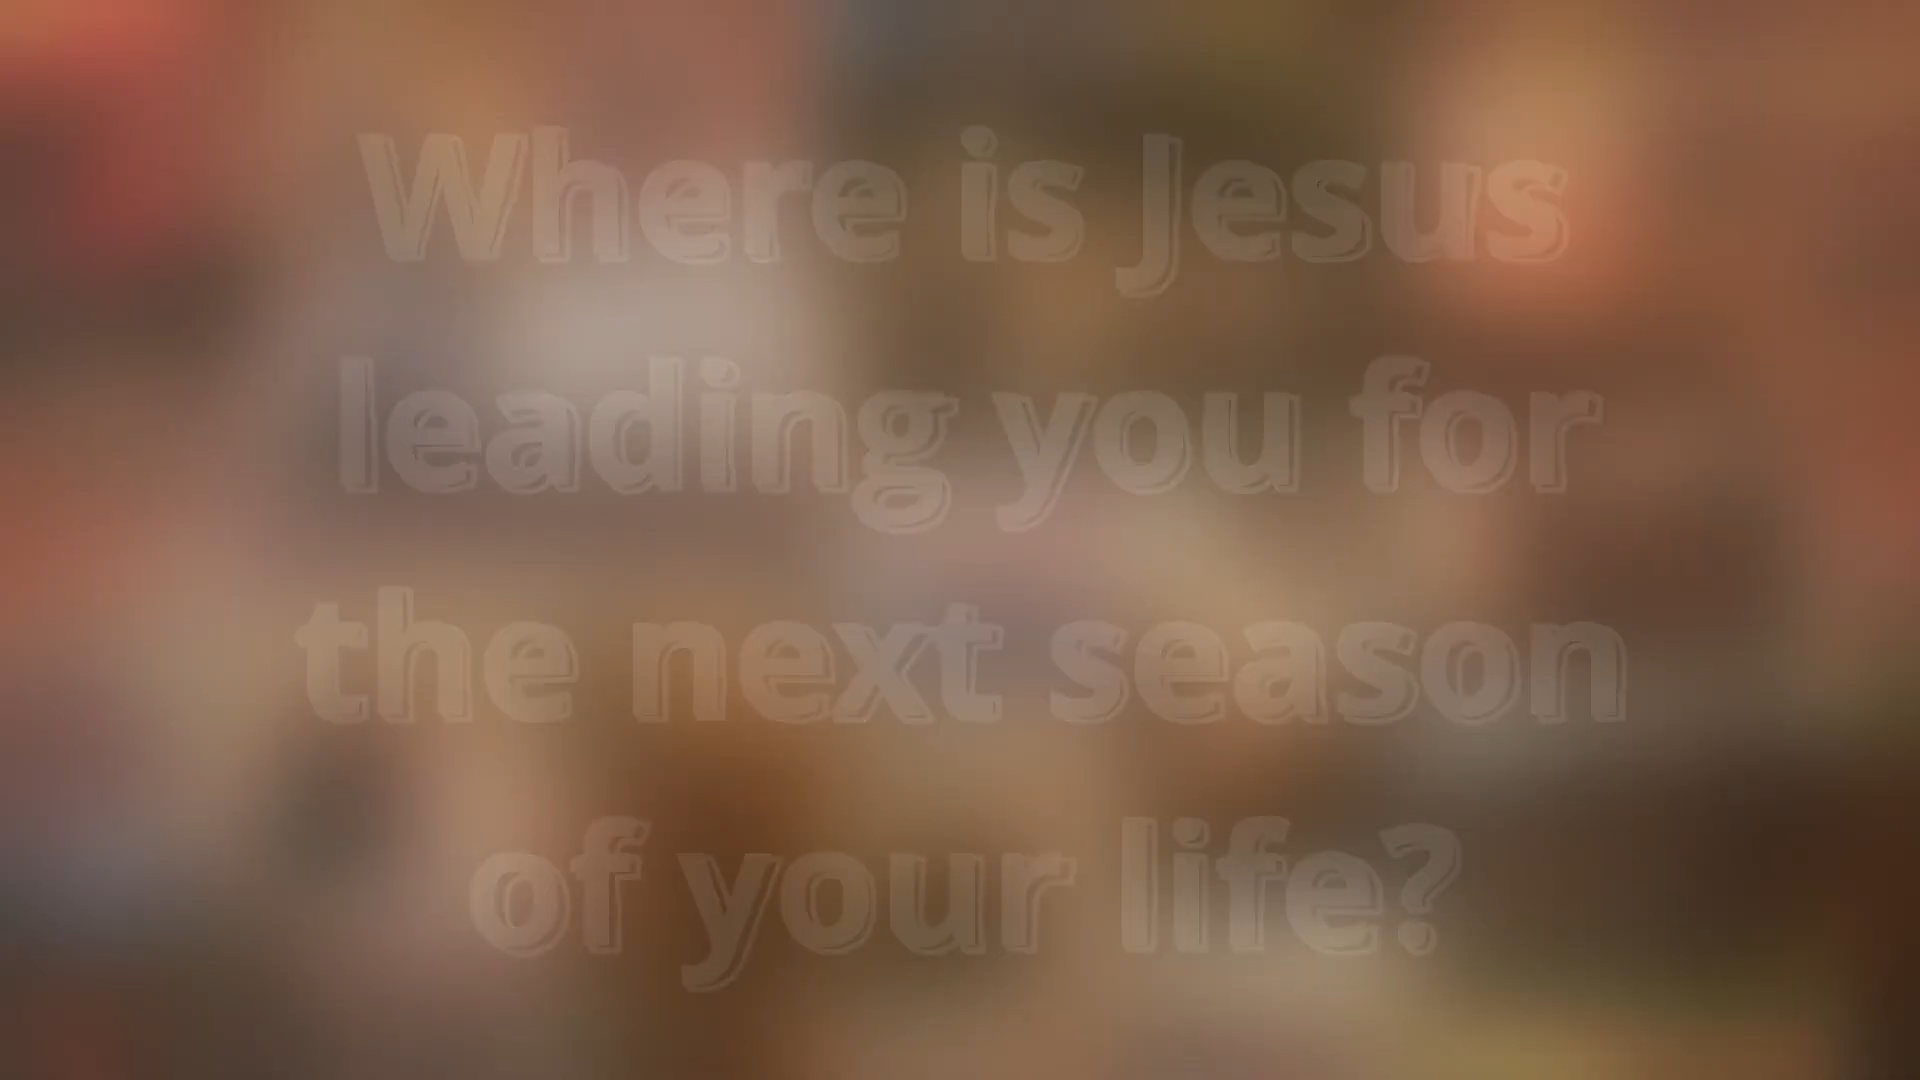 Where is Jesus
leading you for
the next season
of your life?